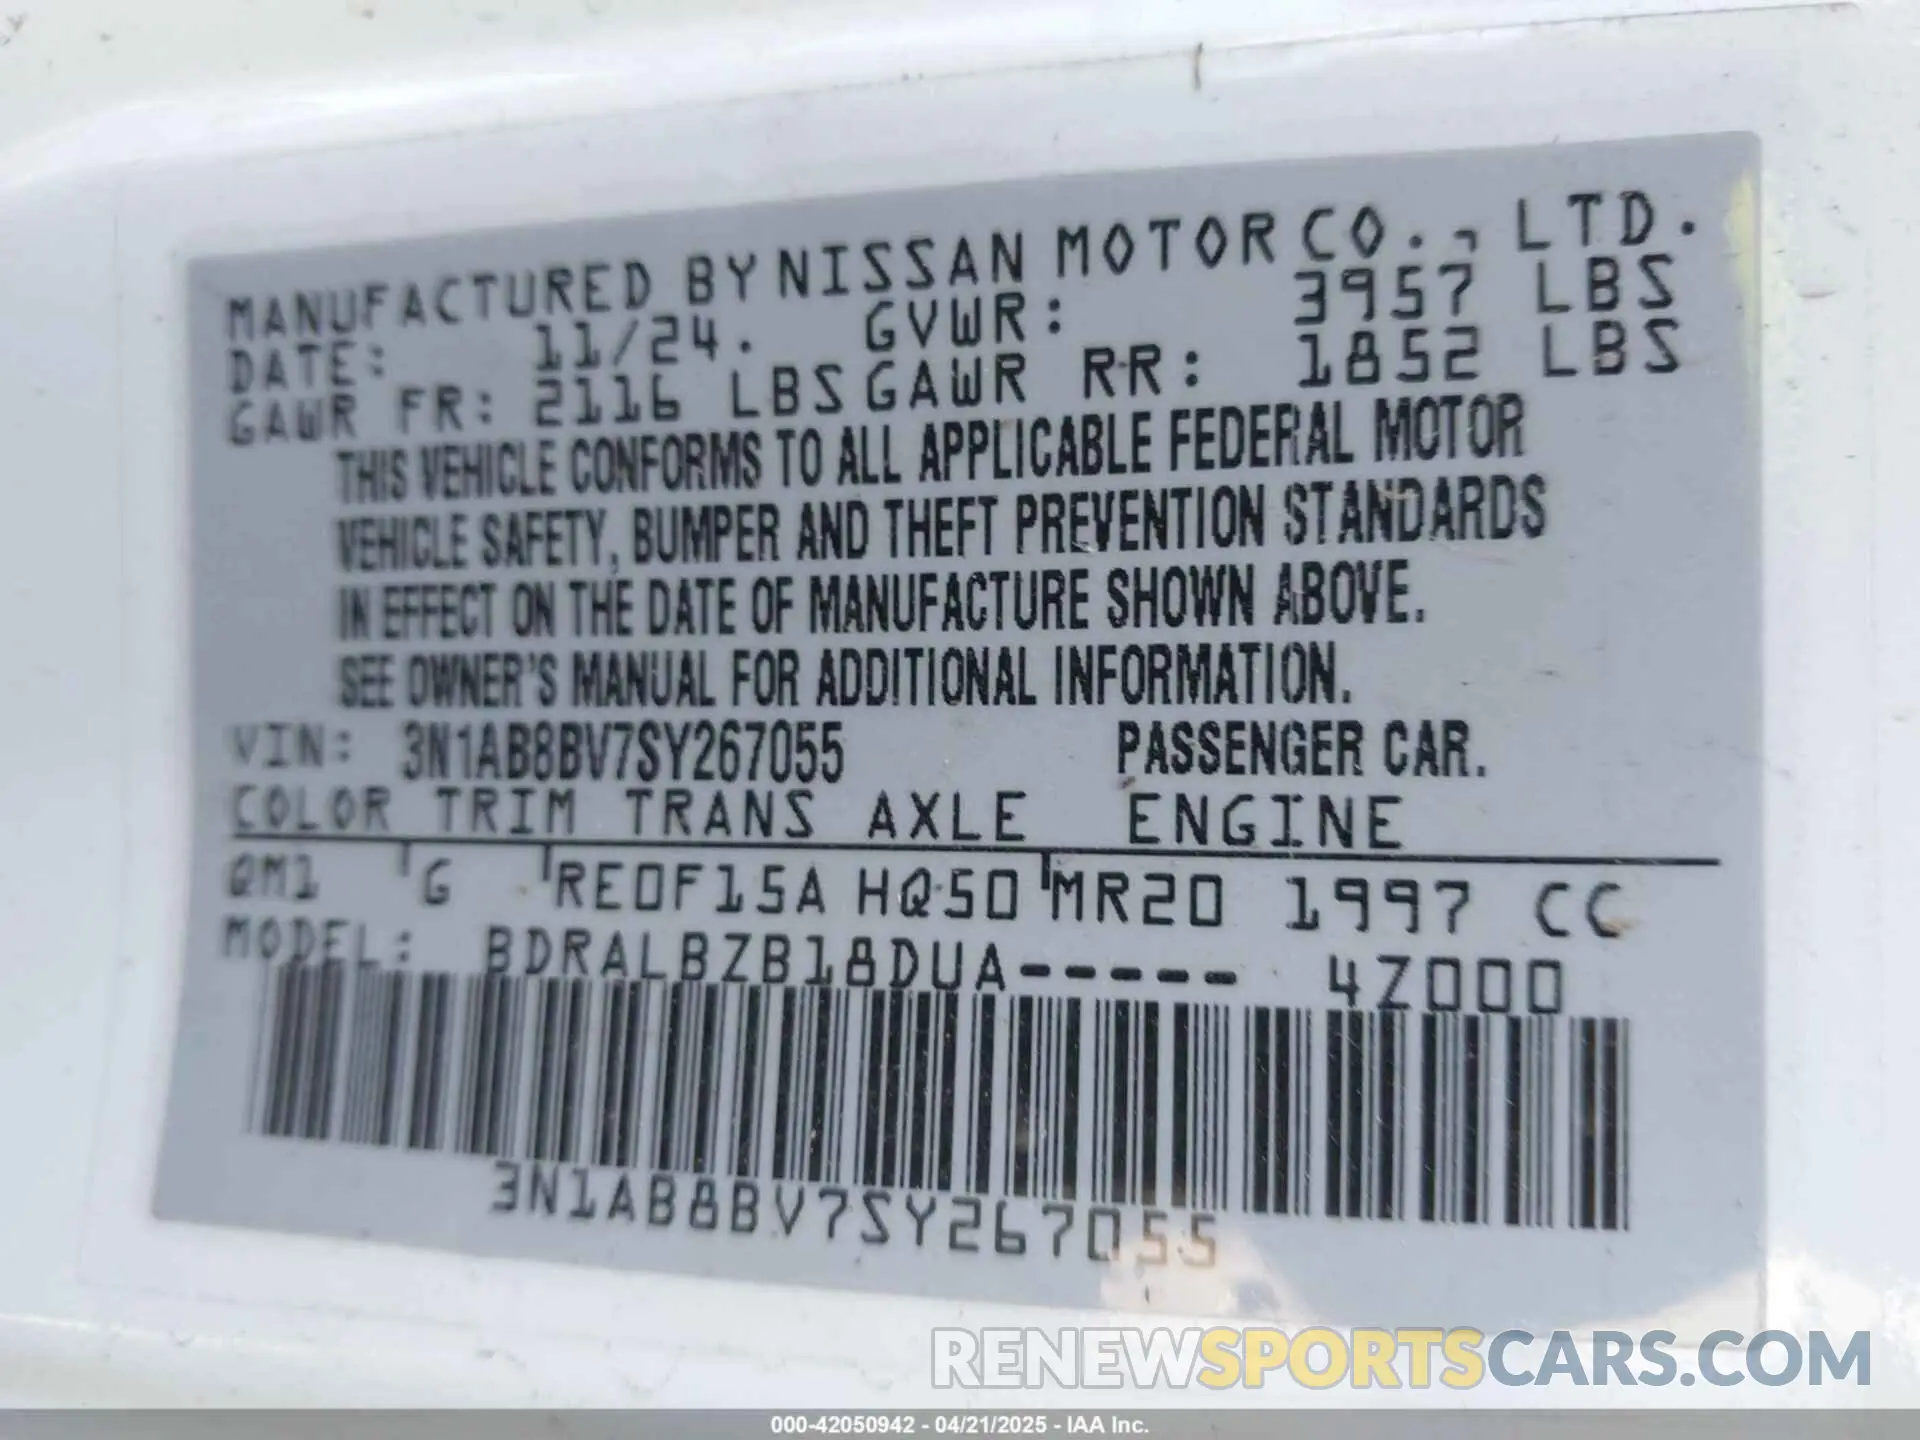 MANUFACTURED BY NISSAN MOTOR CO., LTD.
DATE: 11/24. GVWR: 3957 LBS
GAWR FR: 2116 LBS GAWR RR: 1852 LBS
THIS VEHICLE CONFORMS TO ALL APPLICABLE FEDERAL MOTOR
VEHICLE SAFETY, BUMPER AND THEFT PREVENTION STANDARDS
IN EFFECT ON THE DATE OF MANUFACTURE SHOWN ABOVE.
SEE OWNER'S MANUAL FOR ADDITIONAL INFORMATION.
VIN: 3N1AB8BV7SY267055 PASSENGER CAR.
COLOR TRIM TRANS AXLE ENGINE
QM1 G RE0F15A HQ50 MR20 1997 CC
MODEL: BDRALBZB18DUA----- 4Z000
3N1AB8BV7SY267055
RENEWSPORTSCARS.COM
000-42050942 - 04/21/2025 - IAA Inc.